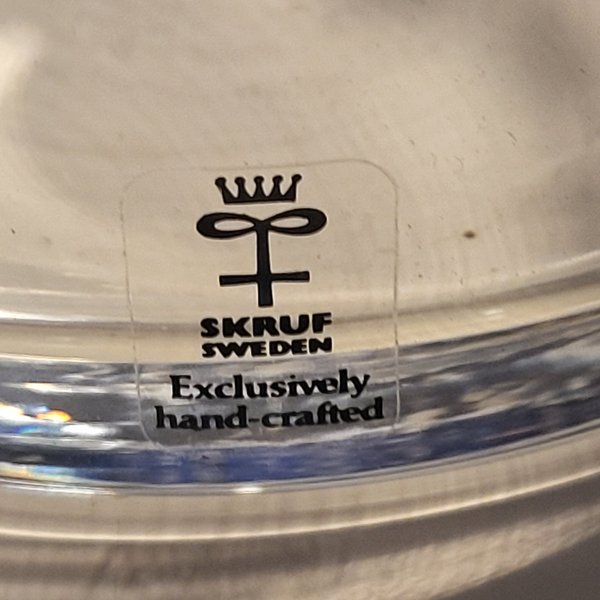 SKRUF
SWEDEN
Exclusively
hand-crafted